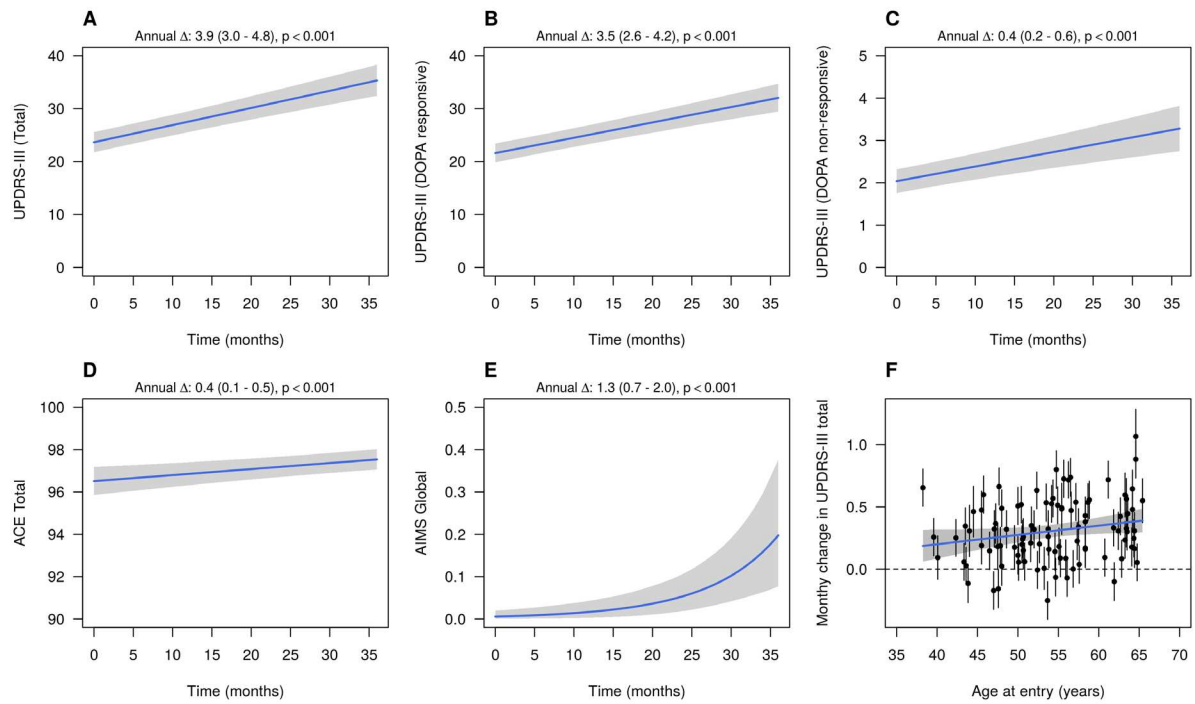 A
Annual Δ: 3.9 (3.0 - 4.8), p < 0.001
UPDRS-III (Total)
40
30
20
10
0
0 5 10 15 20 25 30 35
Time (months)
B
Annual Δ: 3.5 (2.6 - 4.2), p < 0.001
UPDRS-III (DOPA responsive)
40
30
20
10
0
0 5 10 15 20 25 30 35
Time (months)
C
Annual Δ: 0.4 (0.2 - 0.6), p < 0.001
UPDRS-III (DOPA non-responsive)
5
4
3
2
1
0
0 5 10 15 20 25 30 35
Time (months)
D
Annual Δ: 0.4 (0.1 - 0.5), p < 0.001
ACE Total
100
98
96
94
92
90
0 5 10 15 20 25 30 35
Time (months)
E
Annual Δ: 1.3 (0.7 - 2.0), p < 0.001
AIMS Global
0.5
0.4
0.3
0.2
0.1
0.0
0 5 10 15 20 25 30 35
Time (months)
F
Monthy change in UPDRS-III total
1.0
0.5
0.0
35 40 45 50 55 60 65 70
Age at entry (years)